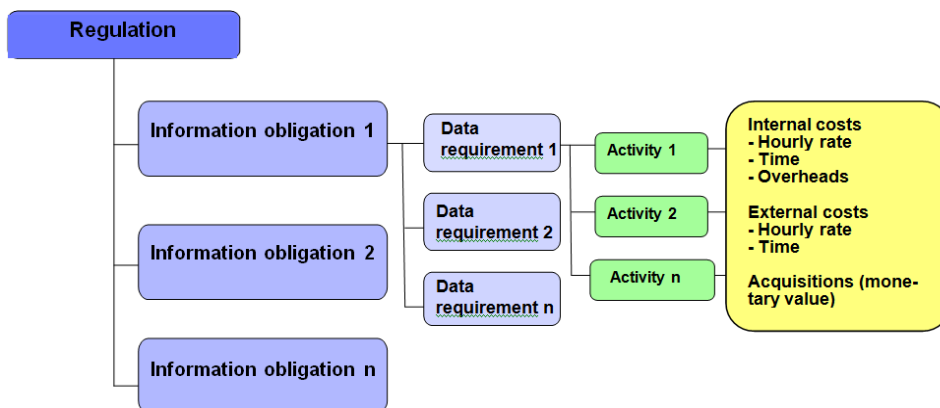 Regulation
Information obligation 1
Information obligation 2
Information obligation n
Data
requirement 1
Data
requirement 2
Data
requirement n
Activity 1
Activity 2
Activity n
Internal costs
- Hourly rate
- Time
- Overheads
External costs
- Hourly rate
- Time
Acquisitions (mone-
tary value)